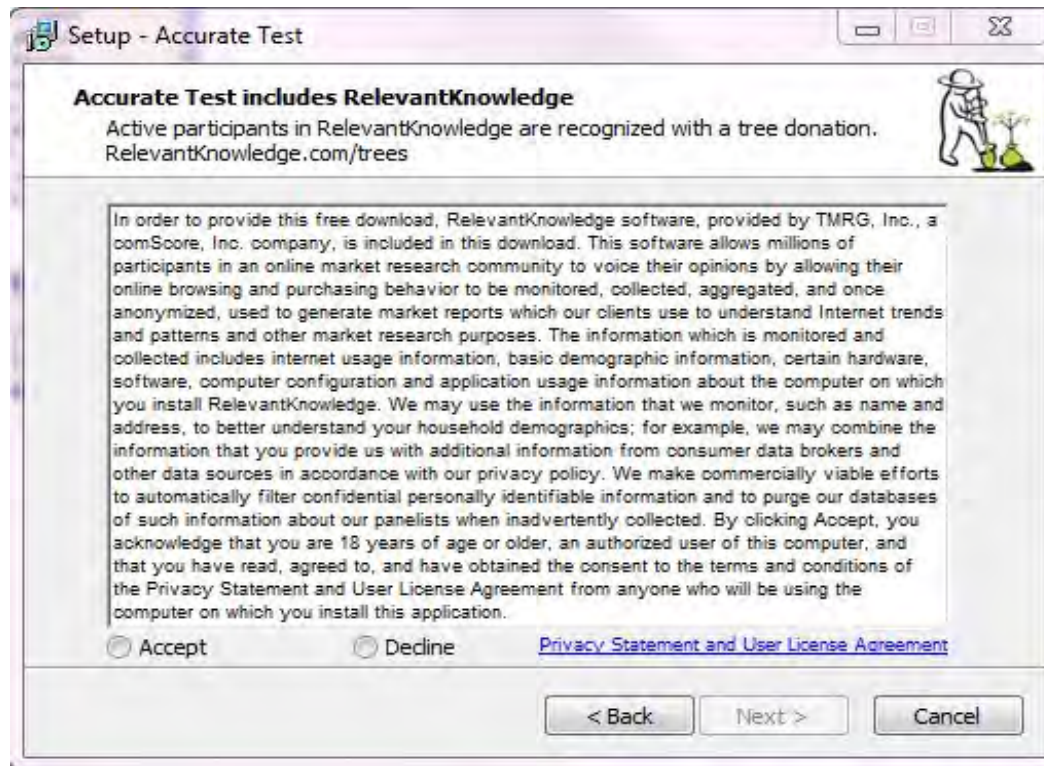 Setup - Accurate Test
Accurate Test includes RelevantKnowledge
Active participants in RelevantKnowledge are recognized with a tree donation.
RelevantKnowledge.com/trees
In order to provide this free download, RelevantKnowledge software, provided by TMRG, Inc., a
comScore, Inc. company, is included in this download. This software allows millions of
participants in an online market research community to voice their opinions by allowing their
online browsing and purchasing behavior to be monitored, collected, aggregated, and once
anonymized, used to generate market reports which our clients use to understand Internet trends
and patterns and other market research purposes. The information which is monitored and
collected includes internet usage information, basic demographic information, certain hardware,
software, computer configuration and application usage information about the computer on which
you install RelevantKnowledge. We may use the information that we monitor, such as name and
address, to better understand your household demographics; for example, we may combine the
information that you provide us with additional information from consumer data brokers and
other data sources in accordance with our privacy policy. We make commercially viable efforts
to automatically filter confidential personally identifiable information and to purge our databases
of such information about our panelists when inadvertently collected. By clicking Accept, you
acknowledge that you are 18 years of age or older, an authorized user of this computer, and
that you have read, agreed to, and have obtained the consent to the terms and conditions of
the Privacy Statement and User License Agreement from anyone who will be using the
computer on which you install this application.
Accept Decline Privacy Statement and User License Agreement
< Back Next > Cancel